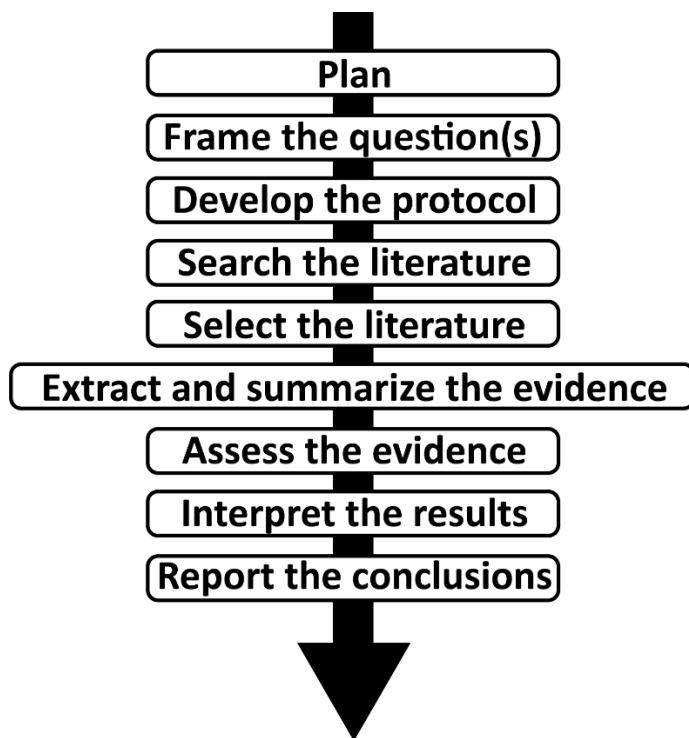 Plan
Frame the question(s)
Develop the protocol
Search the literature
Select the literature
Extract and summarize the evidence
Assess the evidence
Interpret the results
Report the conclusions